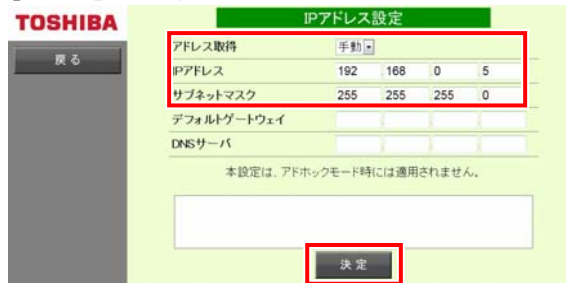 TOSHIBA
戻る
IPアドレス設定
アドレス取得 手動
IPアドレス 192 .168 .0 .5
サブネットマスク 255 .255 .255 .0
デフォルトゲートウェイ
DNSサーバ
本設定は、アドホックモード時には適用されません。
決定